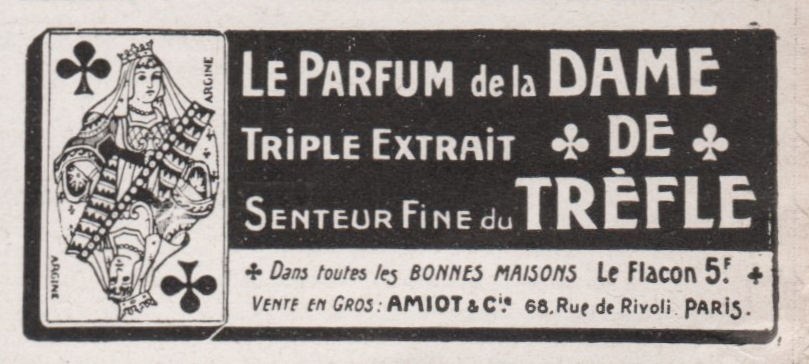 ARGINE
ARGINE
LE PARFUM de la DAME
TRIPLE EXTRAIT ♣ DE ♣
SENTEUR FINE du TRÈFLE
♣ Dans toutes les BONNES MAISONS Le Flacon 5.F ♣
VENTE EN GROS: AMIOT & Cie 68, Rue de Rivoli. PARIS.